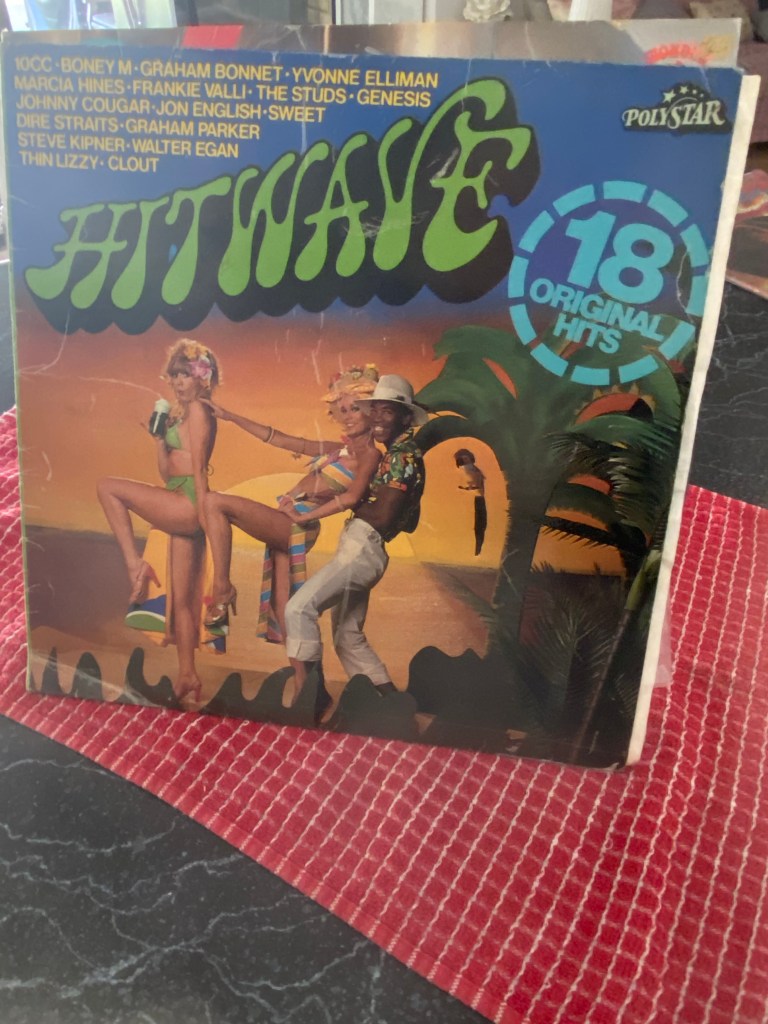 10CC · BONEY M · GRAHAM BONNET · YVONNE ELLIMAN
MARCIA HINES · FRANKIE VALLI · THE STUDS · GENESIS
JOHNNY COUGAR · JON ENGLISH · SWEET
DIRE STRAITS · GRAHAM PARKER
STEVE KIPNER · WALTER EGAN
THIN LIZZY · CLOUT
POLYSTAR
HITWAVE
18
ORIGINAL
HITS